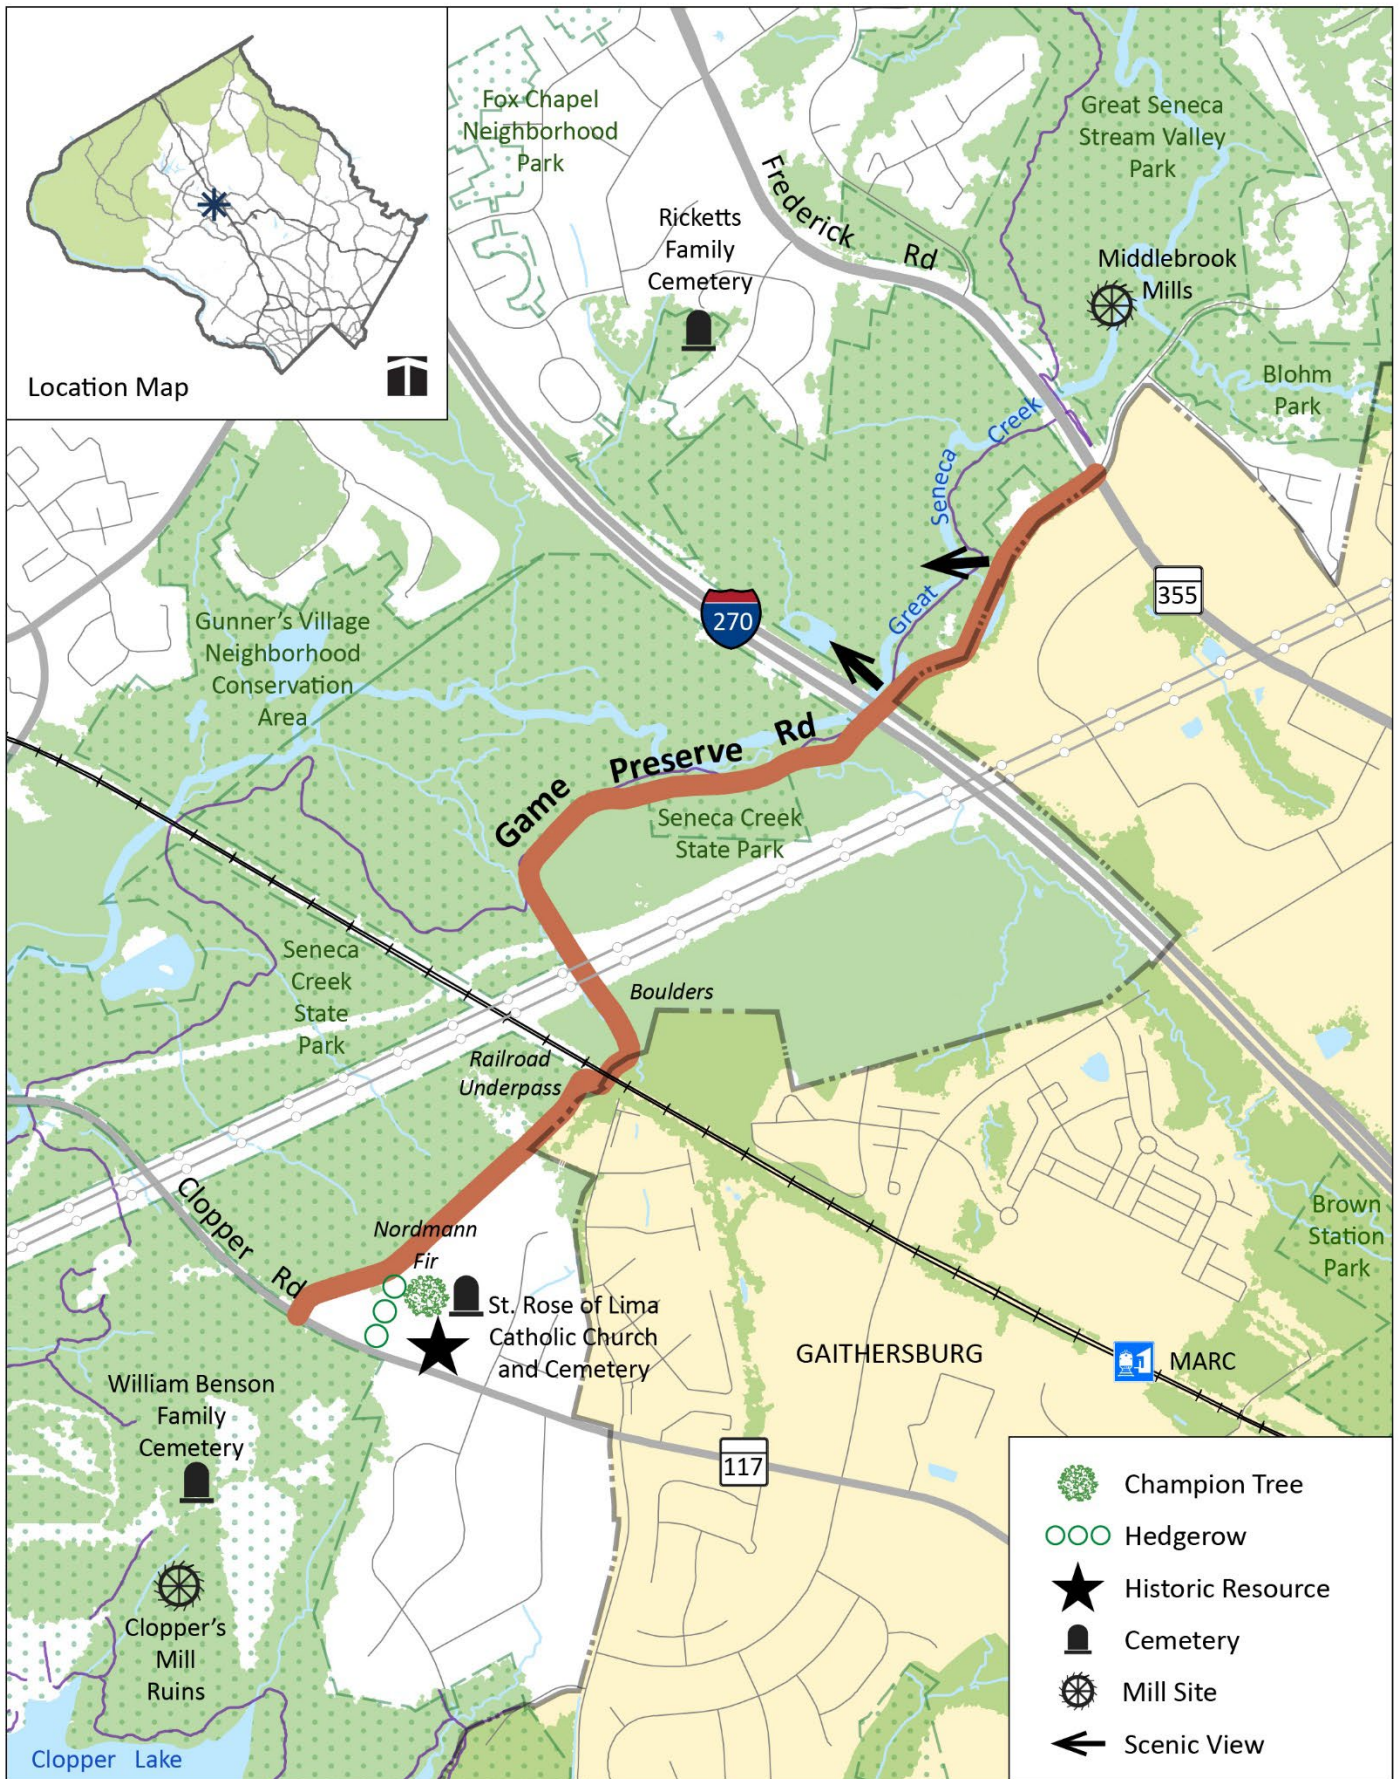 Location Map
Fox Chapel
Neighborhood
Park
Great Seneca
Stream Valley
Park
Frederick Rd
Ricketts
Family
Cemetery
Middlebrook
Mills
Blohm
Park
Great Seneca Creek
355
270
Gunner's Village
Neighborhood
Conservation
Area
Game Preserve Rd
Seneca Creek
State Park
Seneca
Creek
State
Park
Boulders
Railroad
Underpass
Clopper Rd
Nordmann
Fir
St. Rose of Lima
Catholic Church
and Cemetery
Brown
Station
Park
GAITHERSBURG
MARC
William Benson
Family
Cemetery
117
Clopper's
Mill
Ruins
Clopper Lake
Champion Tree
Hedgerow
Historic Resource
Cemetery
Mill Site
Scenic View